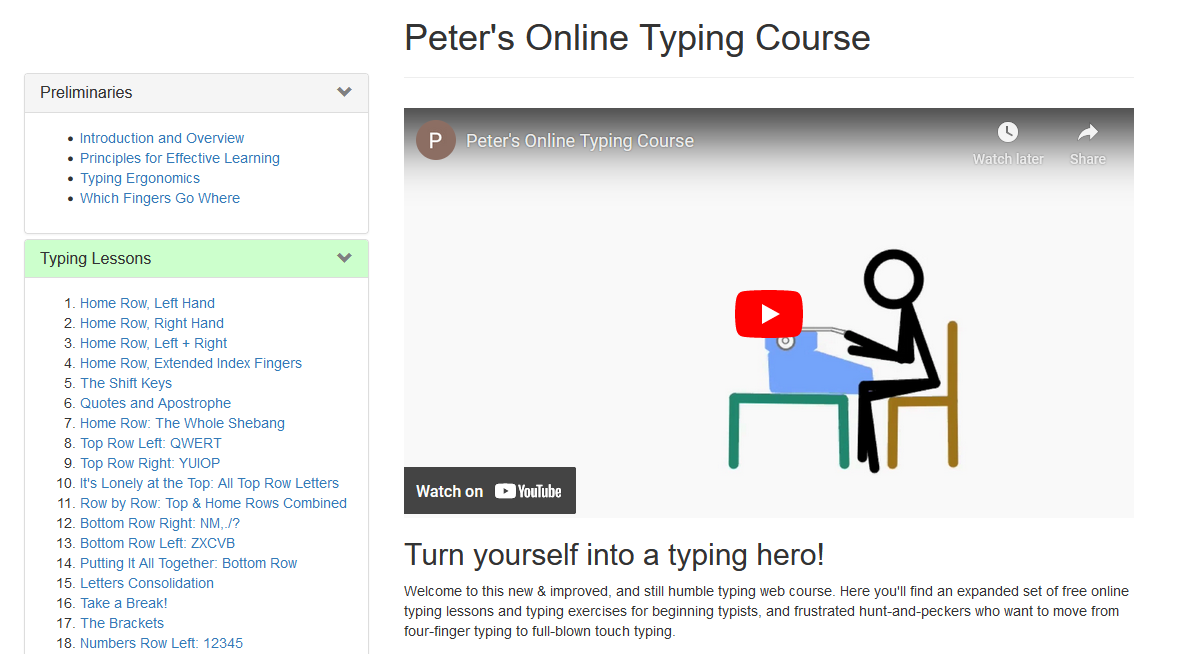 Peter's Online Typing Course
Preliminaries
Introduction and Overview
Principles for Effective Learning
Typing Ergonomics
Which Fingers Go Where
Typing Lessons
1. Home Row, Left Hand
2. Home Row, Right Hand
3. Home Row, Left + Right
4. Home Row, Extended Index Fingers
5. The Shift Keys
6. Quotes and Apostrophe
7. Home Row: The Whole Shebang
8. Top Row Left: QWERT
9. Top Row Right: YUIOP
10. It's Lonely at the Top: All Top Row Letters
11. Row by Row: Top & Home Rows Combined
12. Bottom Row Right: NM,./?
13. Bottom Row Left: ZXCVB
14. Putting It All Together: Bottom Row
15. Letters Consolidation
16. Take a Break!
17. The Brackets
18. Numbers Row Left: 12345
P Peter's Online Typing Course
Watch later Share
Watch on YouTube
Turn yourself into a typing hero!
Welcome to this new & improved, and still humble typing web course. Here you'll find an expanded set of free online
typing lessons and typing exercises for beginning typists, and frustrated hunt-and-peckers who want to move from
four-finger typing to full-blown touch typing.